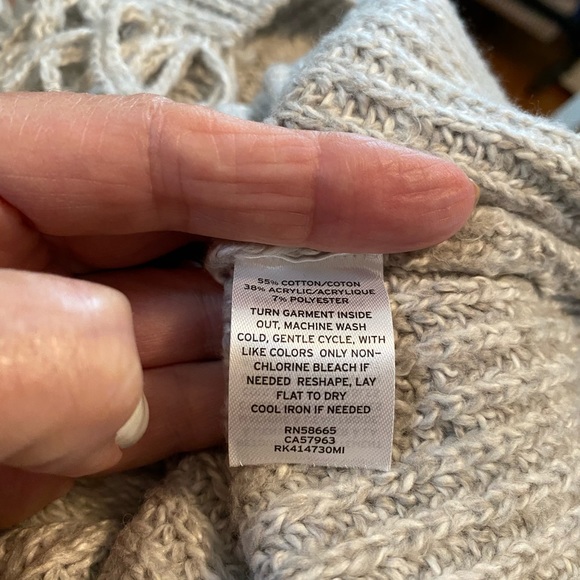 55% COTTON/COTON
38% ACRYLIC/ACRYLIQUE
7% POLYESTER
TURN GARMENT INSIDE
OUT, MACHINE WASH
COLD, GENTLE CYCLE, WITH
LIKE COLORS ONLY NON-
CHLORINE BLEACH IF
NEEDED RESHAPE, LAY
FLAT TO DRY
COOL IRON IF NEEDED
RN58665
CA57963
RK414730MI